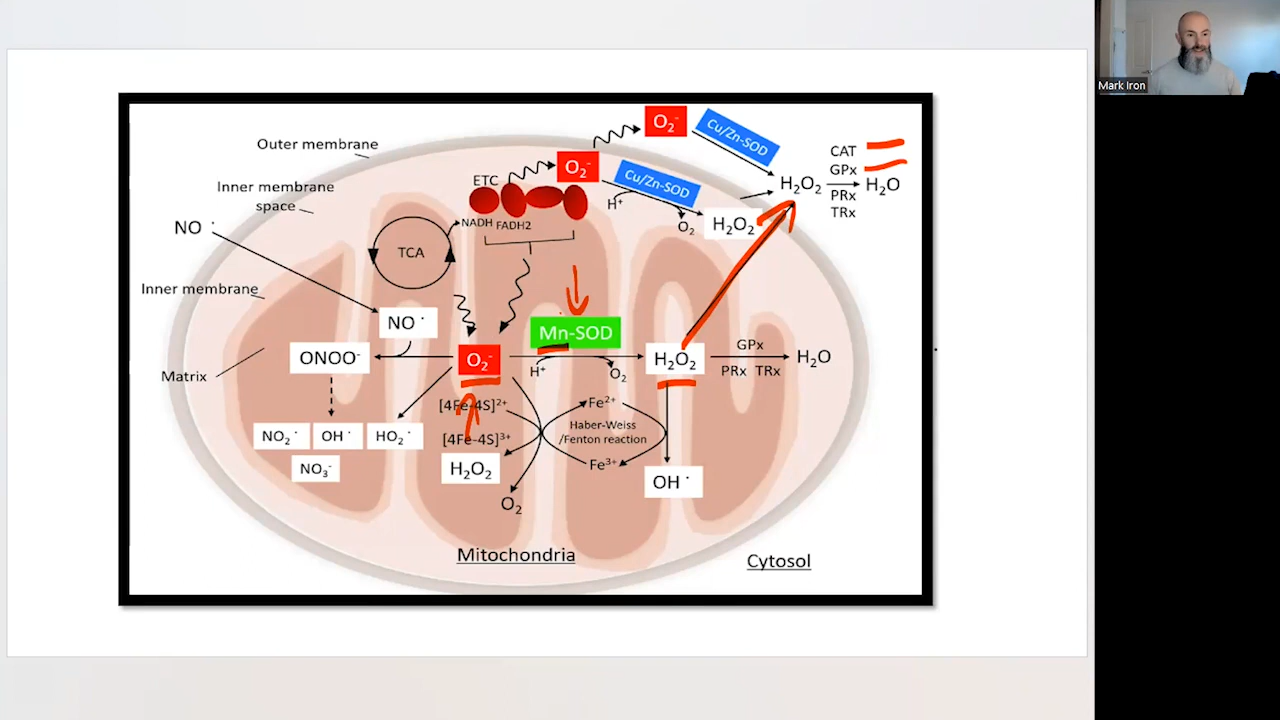 Mark Iron
O₂⁻
Cu/Zn-SOD
Outer membrane
CAT
GPx
PRx
TRx
H₂O₂
H₂O
Inner membrane
space
ETC
O₂⁻
Cu/Zn-SOD
H⁺
O₂
H₂O₂
NO˙
NADH FADH2
TCA
Inner membrane
NO˙
Mn-SOD
Matrix
ONOO⁻
O₂⁻
H⁺
O₂
H₂O₂
GPx
PRx TRx
H₂O
[4Fe-4S]²⁺
[4Fe-4S]³⁺
Fe²⁺
Haber-Weiss
/Fenton reaction
Fe³⁺
NO₂˙
OH˙
HO₂˙
NO₃⁻
H₂O₂
O₂
OH˙
Mitochondria
Cytosol